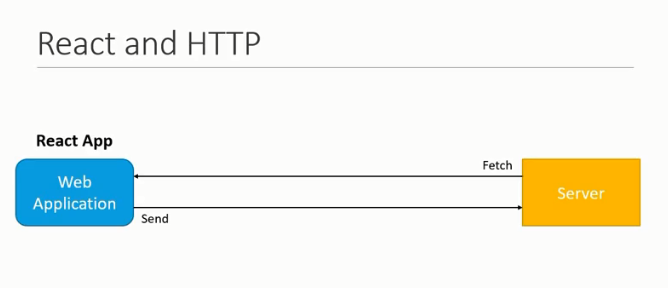 React and HTTP
React App
Fetch
Web
Application
Server
Send